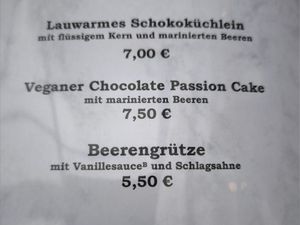 Lauwarmes Schokoküchlein
mit flüssigem Kern und marinierten Beeren
7,00 €
Veganer Chocolate Passion Cake
mit marinierten Beeren
7,50 €
Beerengrütze
mit Vanillesauceᴮ und Schlagsahne
5,50 €